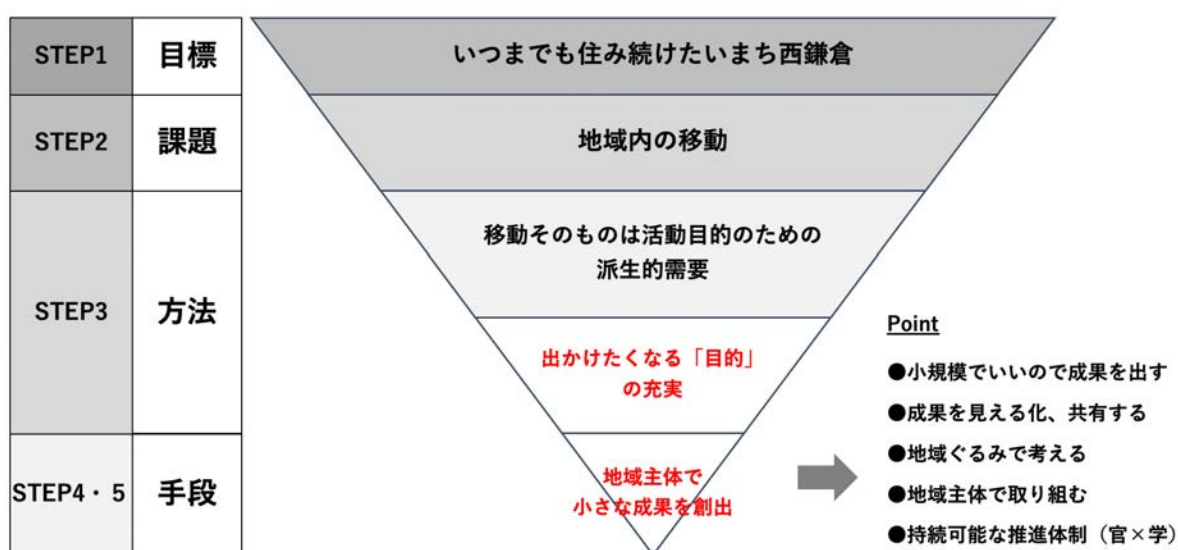 STEP1 目標 いつまでも住み続けたいまち西鎌倉
STEP2 課題 地域内の移動
STEP3 方法
移動そのものは活動目的のための
派生的需要
出かけたくなる「目的」
の充実
STEP4・5 手段
地域主体で
小さな成果を創出
Point
●小規模でいいので成果を出す
●成果を見える化、共有する
●地域ぐるみで考える
●地域主体で取り組む
●持続可能な推進体制（官×学）